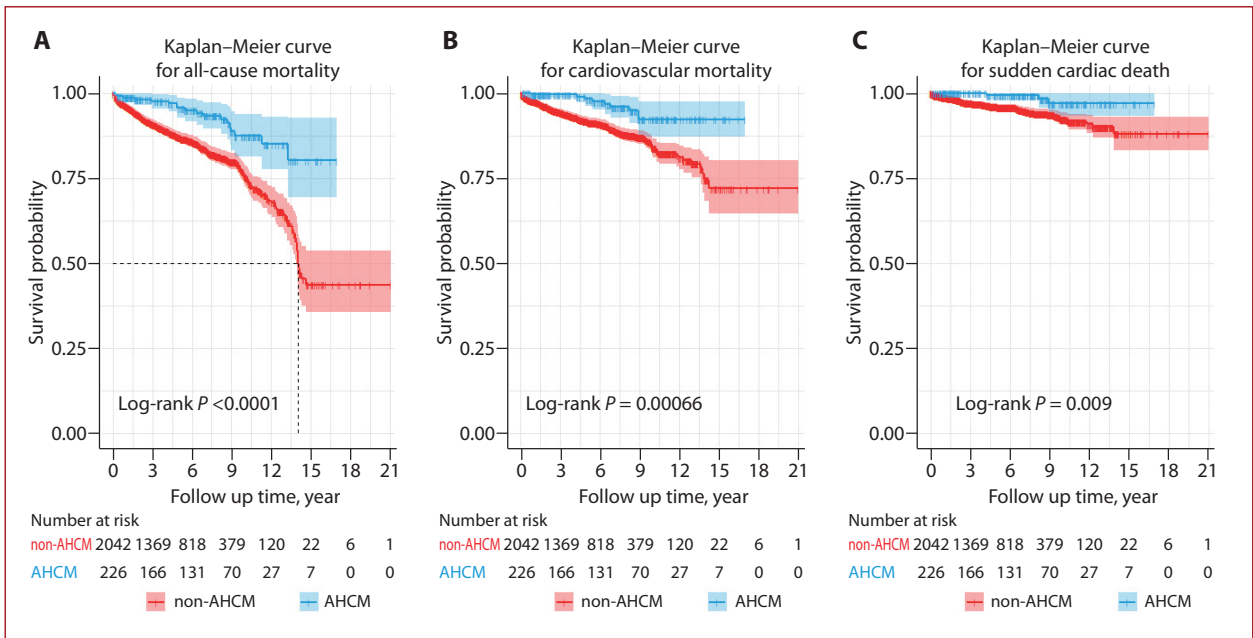 A
Kaplan–Meier curve
for all-cause mortality
1.00
0.75
0.50
0.25
0.00
Survival probability
Log-rank P <0.0001
0 3 6 9 12 15 18 21
Follow up time, year
Number at risk
non-AHCM 2042 1369 818 379 120 22 6 1
AHCM 226 166 131 70 27 7 0 0
non-AHCM AHCM
B
Kaplan–Meier curve
for cardiovascular mortality
1.00
0.75
0.50
0.25
0.00
Survival probability
Log-rank P = 0.00066
0 3 6 9 12 15 18 21
Follow up time, year
Number at risk
non-AHCM 2042 1369 818 379 120 22 6 1
AHCM 226 166 131 70 27 7 0 0
non-AHCM AHCM
C
Kaplan–Meier curve
for sudden cardiac death
1.00
0.75
0.50
0.25
0.00
Survival probability
Log-rank P = 0.009
0 3 6 9 12 15 18 21
Follow up time, year
Number at risk
non-AHCM 2042 1369 818 379 120 22 6 1
AHCM 226 166 131 70 27 7 0 0
non-AHCM AHCM